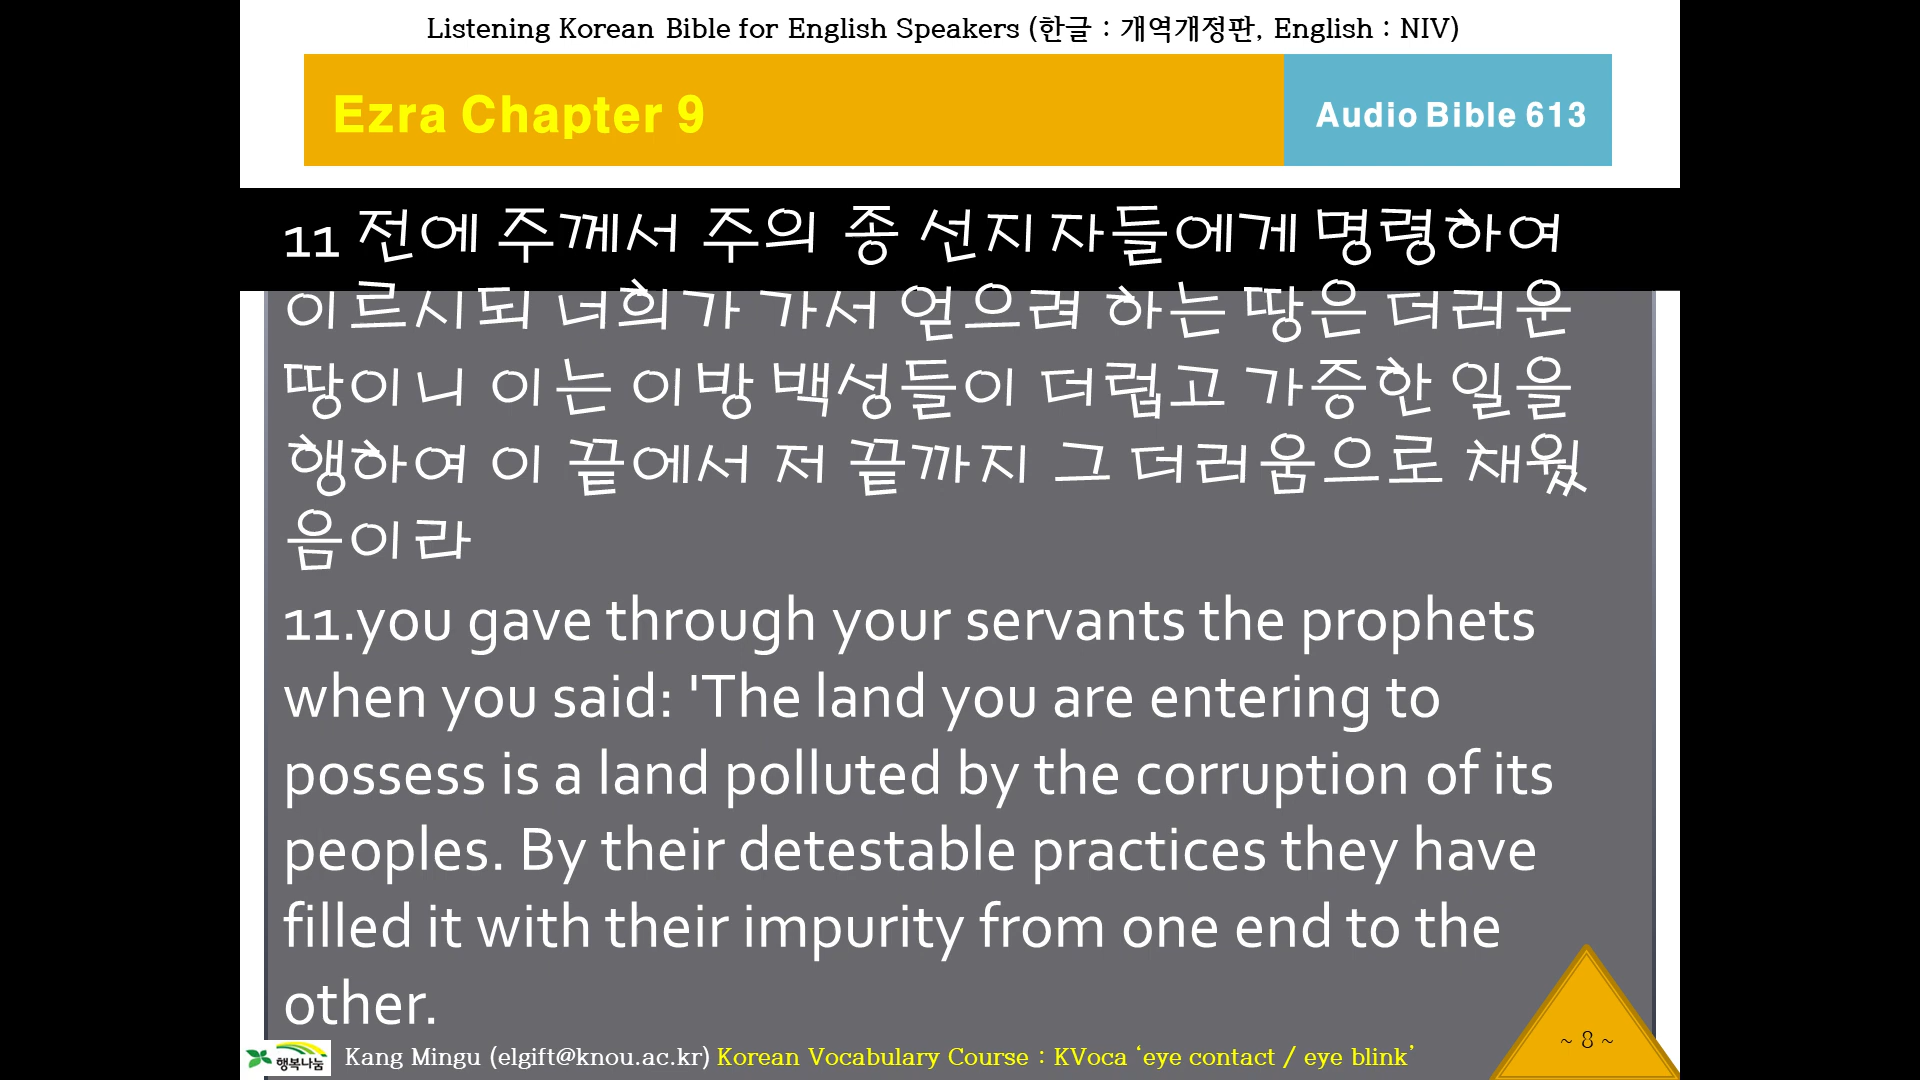 Listening Korean Bible for English Speakers (한글 : 개역개정판, English : NIV)
Ezra Chapter 9
Audio Bible 613
11 전에 주께서 주의 종 선지자들에게 명령하여
이르시되 너희가 가서 얻으려 하는 땅은 더러운
땅이니 이는 이방 백성들이 더럽고 가증한 일을
행하여 이 끝에서 저 끝까지 그 더러움으로 채웠
음이라
11.you gave through your servants the prophets
when you said: 'The land you are entering to
possess is a land polluted by the corruption of its
peoples. By their detestable practices they have
filled it with their impurity from one end to the
other.
~ 8 ~
행복나눔
Kang Mingu (elgift@knou.ac.kr) Korean Vocabulary Course : KVoca ‘eye contact / eye blink’